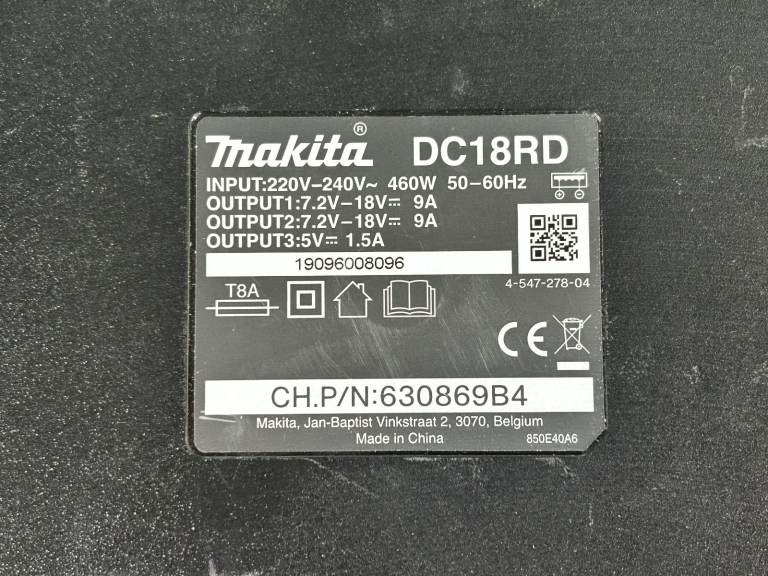 makita® DC18RD
INPUT:220V–240V~ 460W 50–60Hz
OUTPUT1:7.2V–18V⎓ 9A
OUTPUT2:7.2V–18V⎓ 9A
OUTPUT3:5V⎓ 1.5A
19096008096
4-547-278-04
T8A
CE
CH.P/N:630869B4
Makita, Jan-Baptist Vinkstraat 2, 3070, Belgium
Made in China 850E40A6